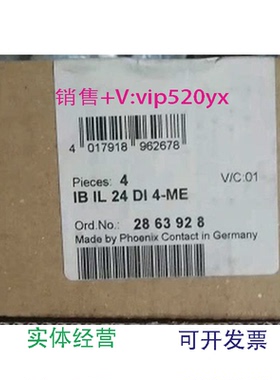 销售+V:vip520yx
4 017918 962678
Pieces: 4
V/C:01
IB IL 24 DI 4-ME
Ord.No.: 28 63 92 8
Made by Phoenix Contact in Germany
实体经营 可开发票